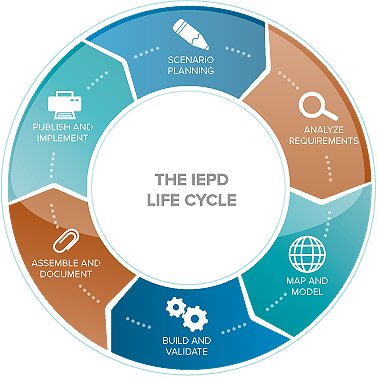 SCENARIO
PLANNING
ANALYZE
REQUIREMENTS
MAP AND
MODEL
BUILD AND
VALIDATE
ASSEMBLE AND
DOCUMENT
PUBLISH AND
IMPLEMENT
THE IEPD
LIFE CYCLE